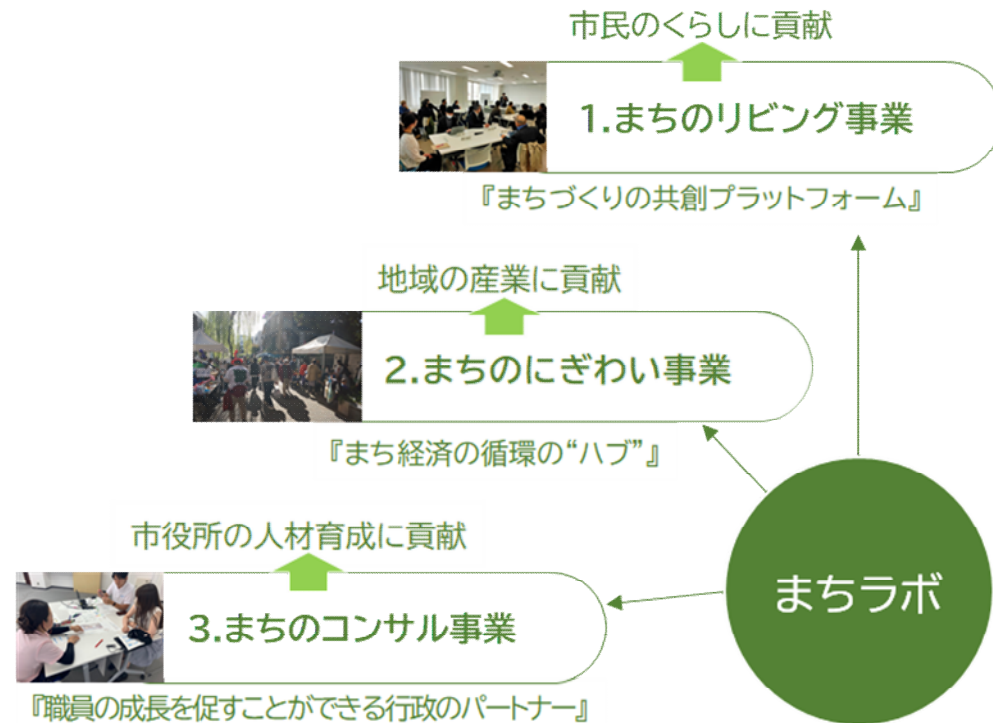 市民のくらしに貢献
1.まちのリビング事業
『まちづくりの共創プラットフォーム』
地域の産業に貢献
2.まちのにぎわい事業
『まち経済の循環の“ハブ”』
市役所の人材育成に貢献
3.まちのコンサル事業
『職員の成長を促すことができる行政のパートナー』
まちラボ